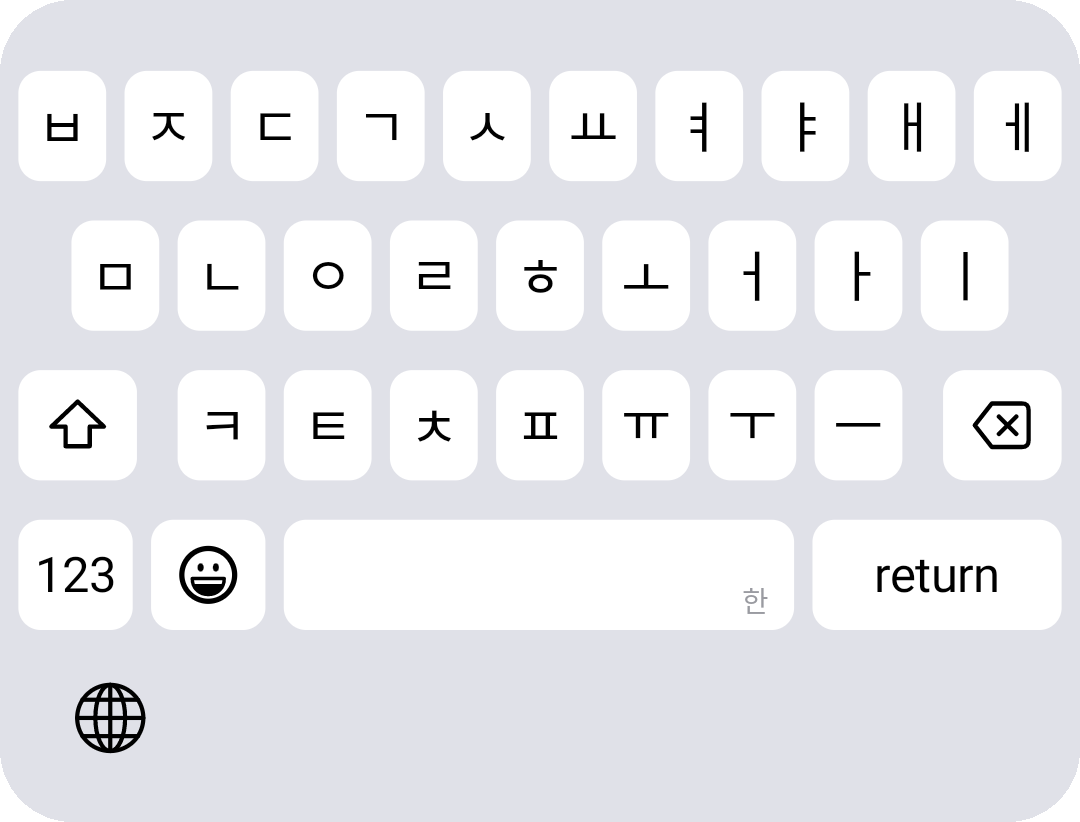 ㅂ ㅈ ㄷ ㄱ ㅅ ㅛ ㅕ ㅑ ㅐ ㅔ
ㅁ ㄴ ㅇ ㄹ ㅎ ㅗ ㅓ ㅏ ㅣ
ㅋ ㅌ ㅊ ㅍ ㅠ ㅜ ㅡ
123 한 return